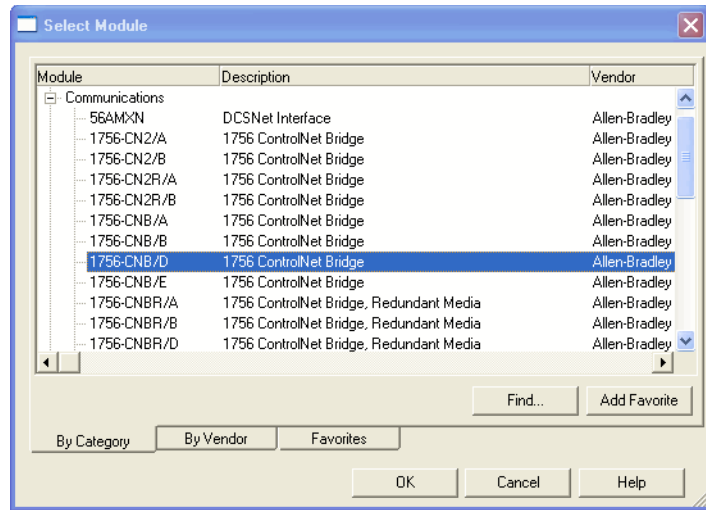 Select Module
Module Description Vendor
Communications
56AMXN DCSNet Interface Allen-Bradley
1756-CN2/A 1756 ControlNet Bridge Allen-Bradley
1756-CN2/B 1756 ControlNet Bridge Allen-Bradley
1756-CN2R/A 1756 ControlNet Bridge Allen-Bradley
1756-CN2R/B 1756 ControlNet Bridge Allen-Bradley
1756-CNB/A 1756 ControlNet Bridge Allen-Bradley
1756-CNB/B 1756 ControlNet Bridge Allen-Bradley
1756-CNB/D 1756 ControlNet Bridge Allen-Bradley
1756-CNB/E 1756 ControlNet Bridge Allen-Bradley
1756-CNBR/A 1756 ControlNet Bridge, Redundant Media Allen-Bradley
1756-CNBR/B 1756 ControlNet Bridge, Redundant Media Allen-Bradley
1756-CNBR/D 1756 ControlNet Bridge, Redundant Media Allen-Bradley
Find... Add Favorite
By Category By Vendor Favorites
OK Cancel Help